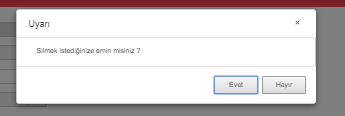 Uyarı
×
Silmek istediğinize emin misiniz ?
Evet Hayır